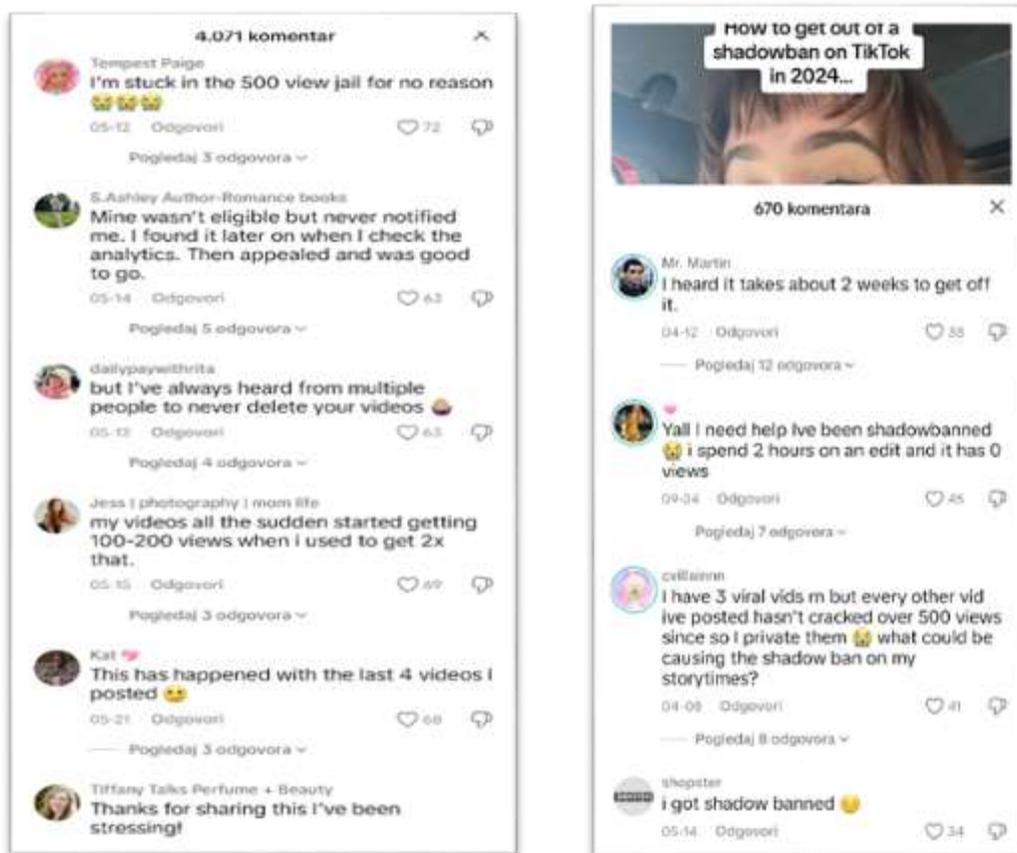 4.071 komentar
Tempest Paige
I'm stuck in the 500 view jail for no reason
😭😭😭
05-12 Odgovori 72
Pogledaj 3 odgovora
S.Ashley Author-Romance books
Mine wasn't eligible but never notified
me. I found it later on when I check the
analytics. Then appealed and was good
to go.
05-14 Odgovori 63
Pogledaj 5 odgovora
dailypaywithrita
but I've always heard from multiple
people to never delete your videos
05-13 Odgovori 63
Pogledaj 4 odgovora
Jess | photography | mom life
my videos all the sudden started getting
100-200 views when i used to get 2x
that.
05-15 Odgovori 69
Pogledaj 3 odgovora
Kat
This has happened with the last 4 videos I
posted
05-21 Odgovori 68
Pogledaj 3 odgovora
Tiffany Talks Perfume + Beauty
Thanks for sharing this I've been
stressing!
How to get out of a
shadowban on TikTok
in 2024...
670 komentara
Mr. Martin
I heard it takes about 2 weeks to get off
it.
04-12 Odgovori
Pogledaj 12 odgovora
Yall I need help Ive been shadowbanned
😭 i spend 2 hours on an edit and it has 0
views
Odgovori 45
Pogledaj 7 odgovora
cvillainnn
I have 3 viral vids m but every other vid
ive posted hasn't cracked over 500 views
since so I private them 😭 what could be
causing the shadow ban on my
storytimes?
04-08 Odgovori 41
Pogledaj 8 odgovora
shopster
i got shadow banned 😔
05-14 Odgovori 34